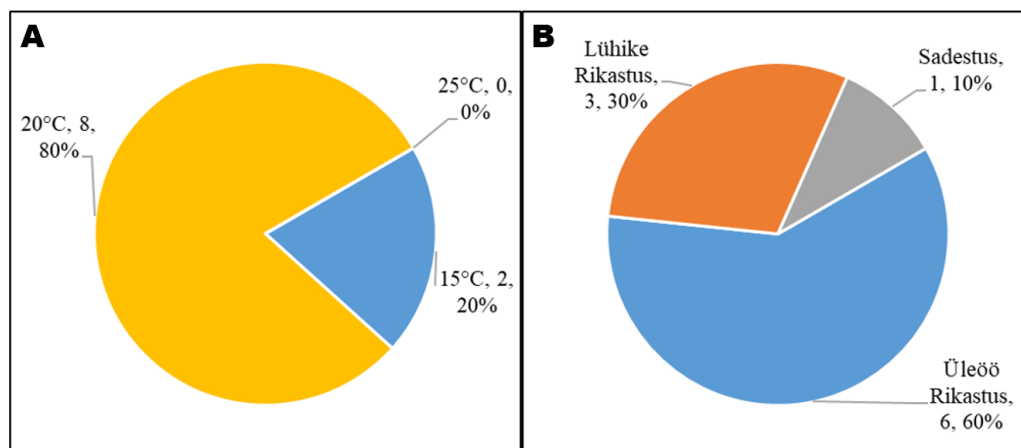 A
25°C, 0,
0%
20°C, 8,
80%
15°C, 2,
20%
B
Lühike
Rikastus,
3, 30%
Sadestus,
1, 10%
Üleöö
Rikastus,
6, 60%